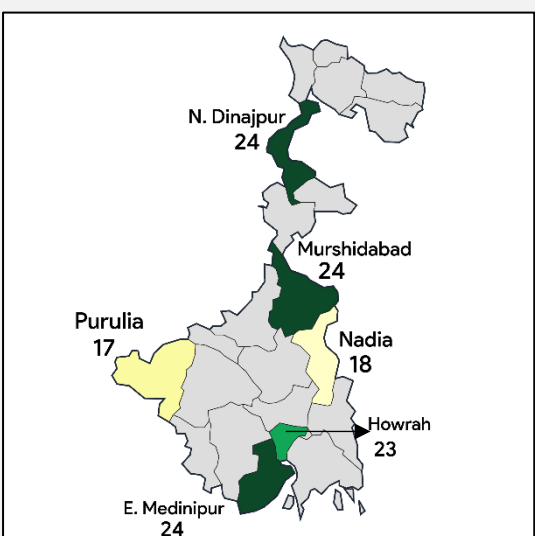 N. Dinajpur
24
Murshidabad
24
Purulia
17
Nadia
18
Howrah
23
E. Medinipur
24